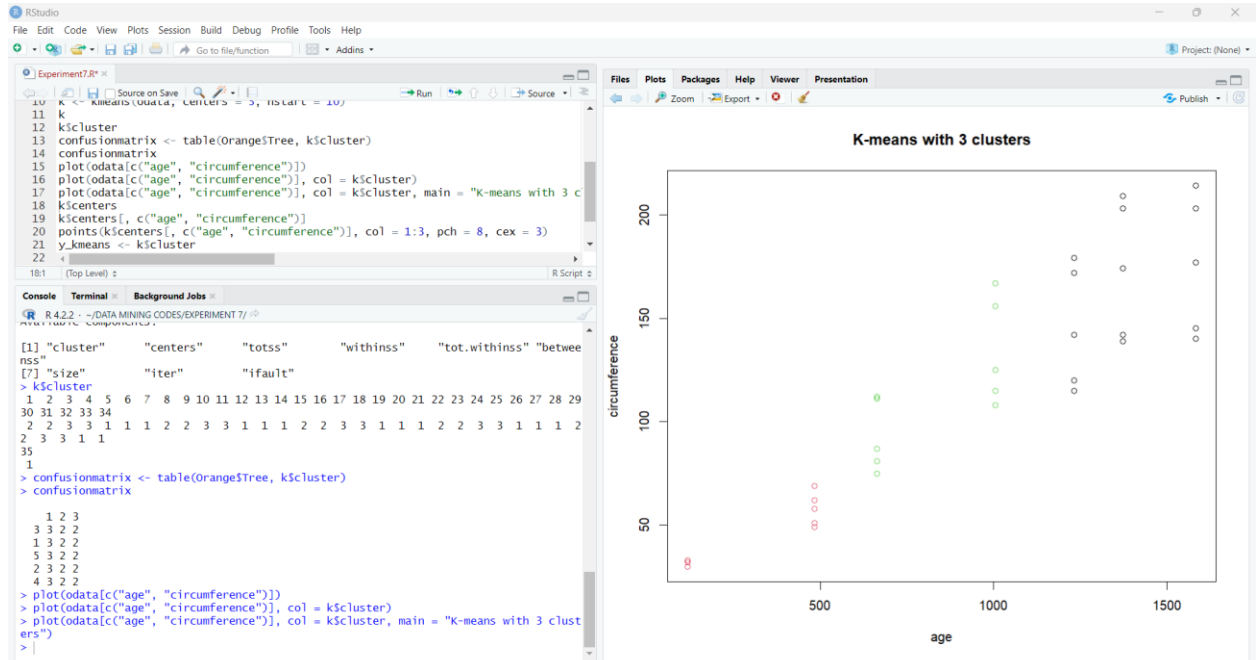 RStudio
File Edit Code View Plots Session Build Debug Profile Tools Help
Go to file/function
Addins
Project: (None)
Experiment7.R*
Source on Save
Run
Source
10 k <- kmeans(odata, centers = 3, nstart = 10)
11 k
12 k$cluster
13 confusionmatrix <- table(Orange$Tree, k$cluster)
14 confusionmatrix
15 plot(odata[c("age", "circumference")])
16 plot(odata[c("age", "circumference")], col = k$cluster)
17 plot(odata[c("age", "circumference")], col = k$cluster, main = "K-means with 3 c
18 k$centers
19 k$centers[, c("age", "circumference")]
20 points(k$centers[, c("age", "circumference")], col = 1:3, pch = 8, cex = 3)
21 y_kmeans <- k$cluster
22
18:1 (Top Level) R Script
Console Terminal Background Jobs
R 4.2.2 · ~/DATA MINING CODES/EXPERIMENT 7/
Available components:
[1] "cluster" "centers" "totss" "withinss" "tot.withinss" "betwee
nss"
[7] "size" "iter" "ifault"
> k$cluster
1 2 3 4 5 6 7 8 9 10 11 12 13 14 15 16 17 18 19 20 21 22 23 24 25 26 27 28 29
30 31 32 33 34
2 2 3 3 1 1 1 2 2 3 3 1 1 1 2 2 3 3 1 1 1 2 2 3 3 1 1 1 2
2 3 3 1 1
35
1
> confusionmatrix <- table(Orange$Tree, k$cluster)
> confusionmatrix
1 2 3
3 3 2 2
1 3 2 2
5 3 2 2
2 3 2 2
4 3 2 2
> plot(odata[c("age", "circumference")])
> plot(odata[c("age", "circumference")], col = k$cluster)
> plot(odata[c("age", "circumference")], col = k$cluster, main = "K-means with 3 clust
ers")
>
Files Plots Packages Help Viewer Presentation
Zoom Export Publish
K-means with 3 clusters
circumference
200
150
100
50
500 1000 1500
age